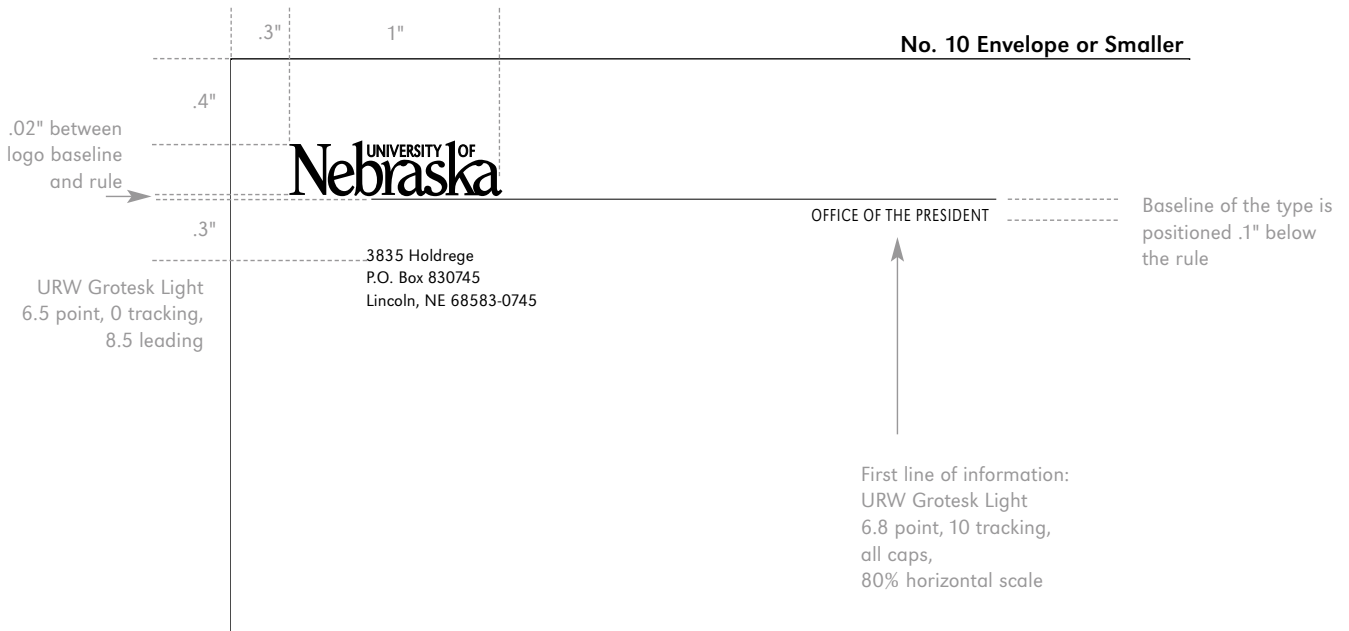 .3"
1"
No. 10 Envelope or Smaller
.4"
.02" between
logo baseline
and rule
UNIVERSITY OF
Nebraska
OFFICE OF THE PRESIDENT
Baseline of the type is
positioned .1" below
the rule
.3"
3835 Holdrege
P.O. Box 830745
Lincoln, NE 68583-0745
URW Grotesk Light
6.5 point, 0 tracking,
8.5 leading
First line of information:
URW Grotesk Light
6.8 point, 10 tracking,
all caps,
80% horizontal scale